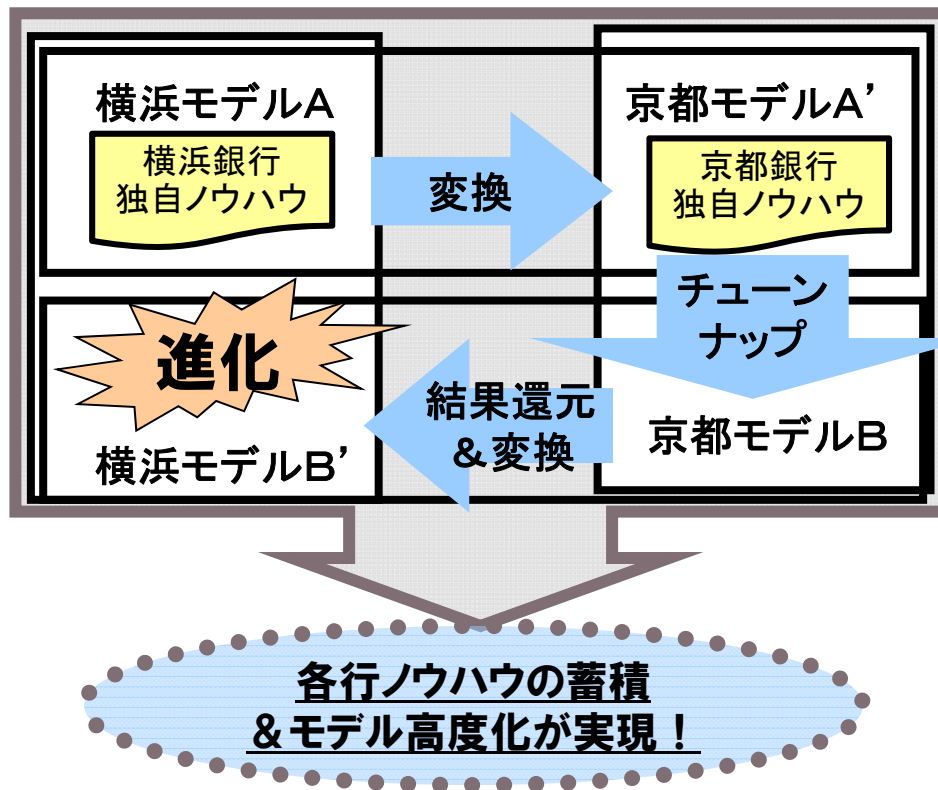 横浜モデルA
横浜銀行
独自ノウハウ
変換
京都モデルA’
京都銀行
独自ノウハウ
チューン
ナップ
京都モデルB
結果還元
&変換
進化
横浜モデルB’
各行ノウハウの蓄積
&モデル高度化が実現!